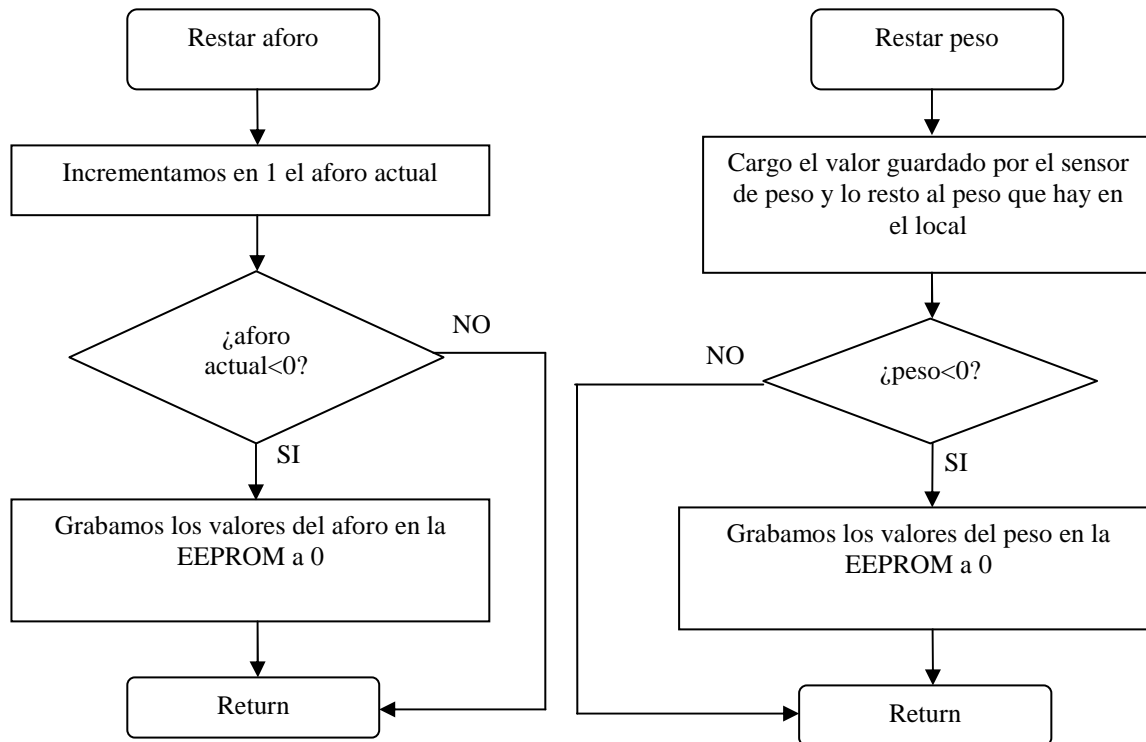 Restar aforo
Incrementamos en 1 el aforo actual
¿aforo
actual<0?
NO
SI
Grabamos los valores del aforo en la
EEPROM a 0
Return
Restar peso
Cargo el valor guardado por el sensor
de peso y lo resto al peso que hay en
el local
NO
¿peso<0?
SI
Grabamos los valores del peso en la
EEPROM a 0
Return